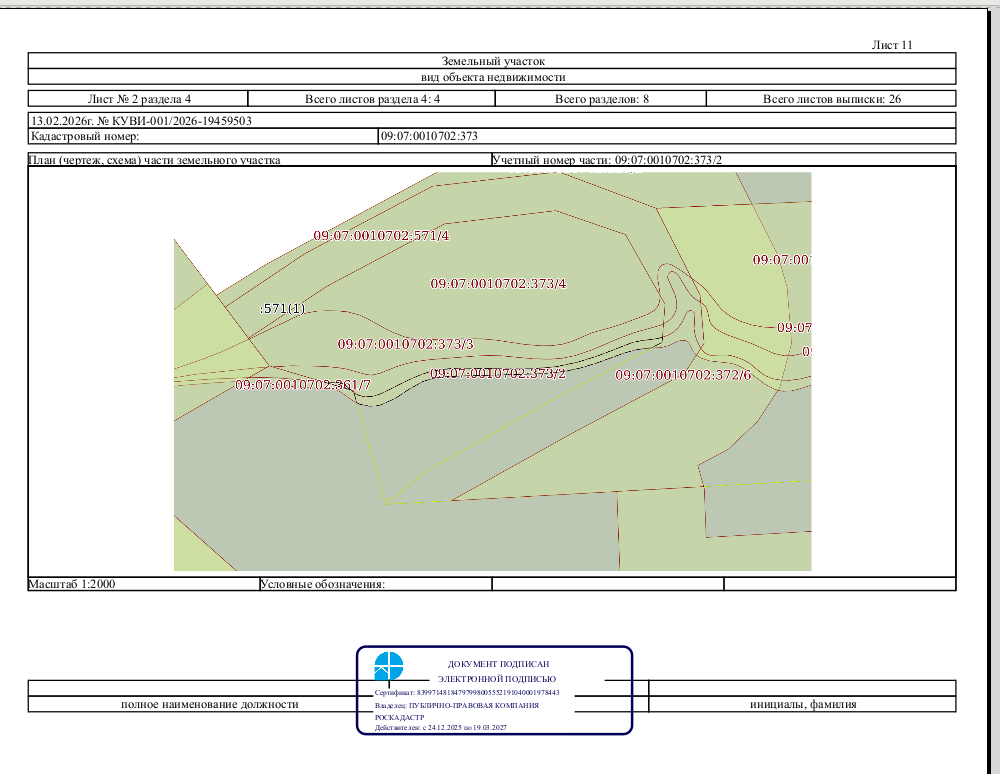 Лист 11
Земельный участок
вид объекта недвижимости
Лист № 2 раздела 4 Всего листов раздела 4: 4 Всего разделов: 8 Всего листов выписки: 26
13.02.2026г. № КУВИ-001/2026-19459503
Кадастровый номер: 09:07:0010702:373
План (чертеж, схема) части земельного участка Учетный номер части: 09:07:0010702:373/2
09:07:0010702:571/4
09:07:00
09:07:0010702:373/4
:571(1)
09:07
09:07:0010702:373/3
09:07:0010702:373/2
09:07:0010702:372/6
09:07:0010702:361/7
Масштаб 1:2000 Условные обозначения:
ДОКУМЕНТ ПОДПИСАН
ЭЛЕКТРОННОЙ ПОДПИСЬЮ
Владелец: ПУБЛИЧНО-ПРАВОВАЯ КОМПАНИЯ
РОСКАДАСТР
Действителен: с 24.12.2025 по 19.03.2027
полное наименование должности инициалы, фамилия